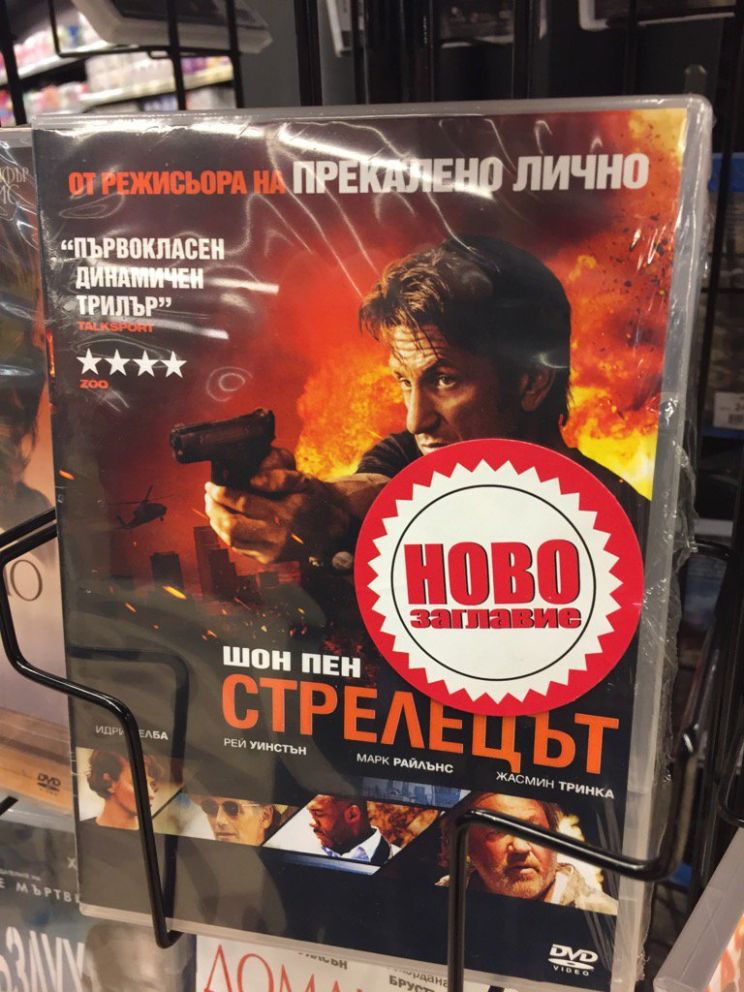 ОТ РЕЖИСЬОРА НА ПРЕКАЛЕНО ЛИЧНО
“ПЪРВОКЛАСЕН
ДИНАМИЧЕН
ТРИЛЪР”
TALKSPORT
★★★★
ZOO
НОВО
заглавие
ШОН ПЕН
СТРЕЛЕЦЪТ
РЕЙ УИНСТЪН
МАРК РАЙЛЪНС
ЖАСМИН ТРИНКА
DVD
VIDEO
DVD